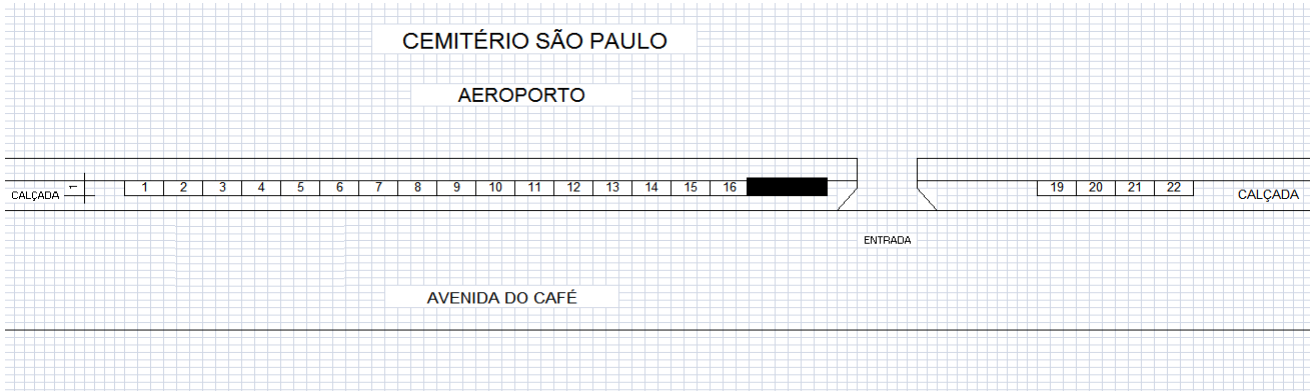 CEMITÉRIO SÃO PAULO
AEROPORTO
CALÇADA 1 1 2 3 4 5 6 7 8 9 10 11 12 13 14 15 16 19 20 21 22 CALÇADA
ENTRADA
AVENIDA DO CAFÉ